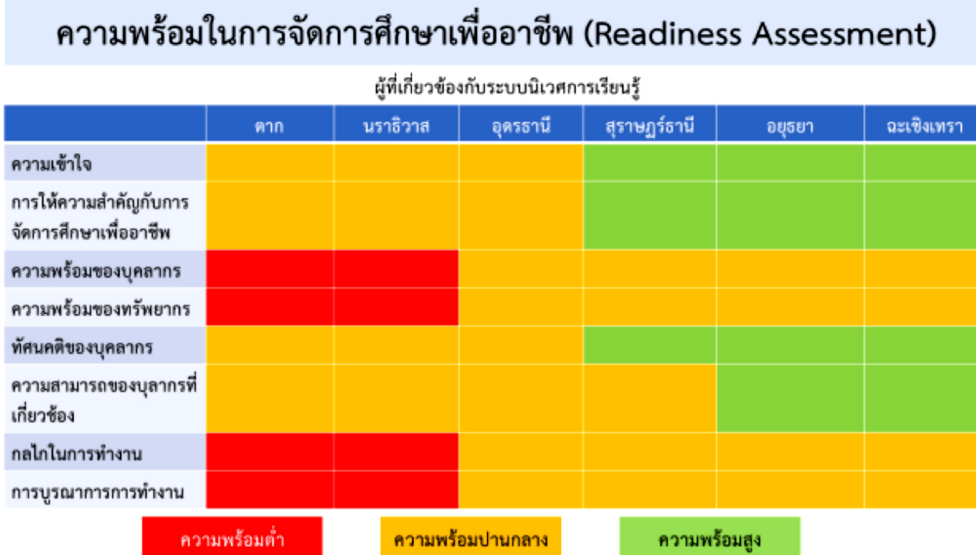 ความพร้อมในการจัดการศึกษาเพื่ออาชีพ (Readiness Assessment)
ผู้ที่เกี่ยวข้องกับระบบนิเวศการเรียนรู้
ตาก นราธิวาส อุดรธานี สุราษฎร์ธานี อยุธยา ฉะเชิงเทรา
ความเข้าใจ
การให้ความสำคัญกับการ
จัดการศึกษาเพื่ออาชีพ
ความพร้อมของบุคลากร
ความพร้อมของทรัพยากร
ทัศนคติของบุคลากร
ความสามารถของบุลากรที่
เกี่ยวข้อง
กลไกในการทำงาน
การบูรณาการการทำงาน
ความพร้อมต่ำ ความพร้อมปานกลาง ความพร้อมสูง